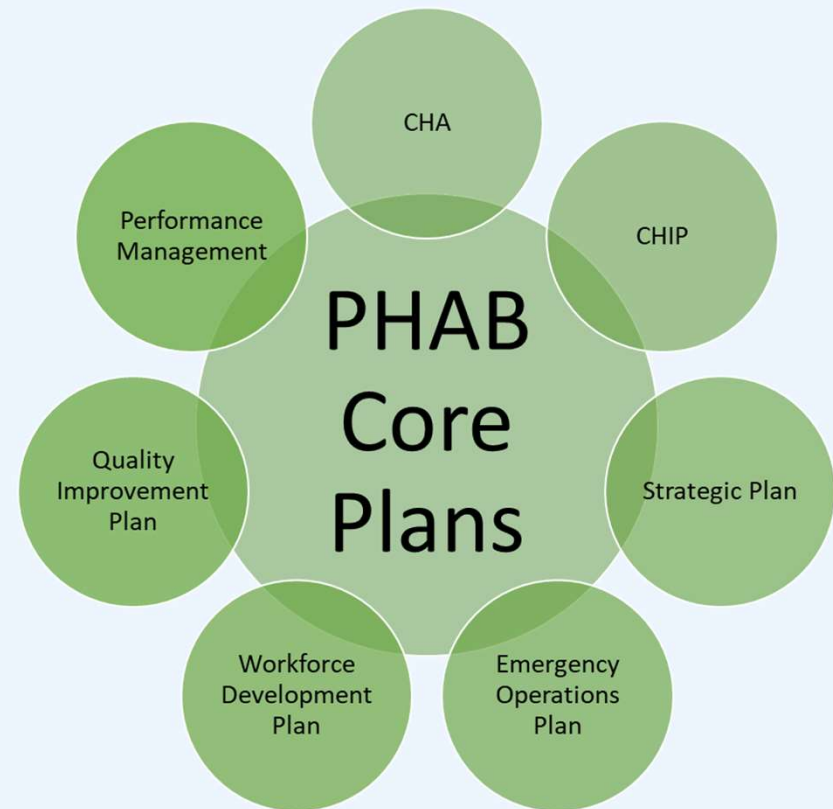 CHA
CHIP
Strategic Plan
Emergency
Operations
Plan
Workforce
Development
Plan
Quality
Improvement
Plan
Performance
Management
PHAB
Core
Plans